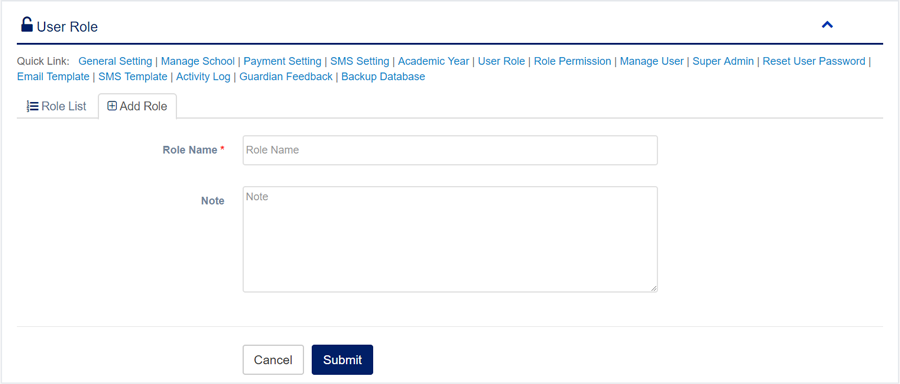 User Role
Quick Link: General Setting | Manage School | Payment Setting | SMS Setting | Academic Year | User Role | Role Permission | Manage User | Super Admin | Reset User Password |
Email Template | SMS Template | Activity Log | Guardian Feedback | Backup Database
Role List Add Role
Role Name * Role Name
Note Note
Cancel Submit